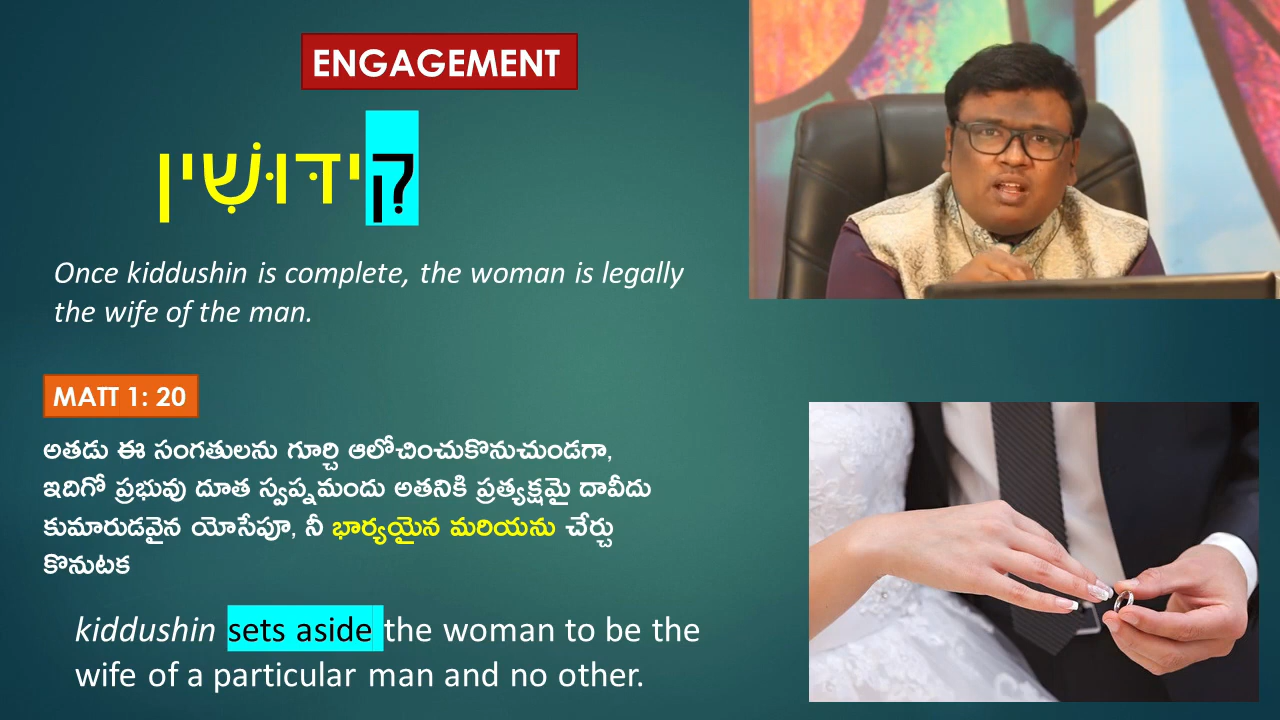 ENGAGEMENT
קִידּוּשִׁין
Once kiddushin is complete, the woman is legally
the wife of the man.
MATT 1: 20
అతడు ఈ సంగతులను గూర్చి ఆలోచించుకొనుచుండగా,
ఇదిగో ప్రభువు దూత స్వప్నమందు అతనికి ప్రత్యక్షమై దావీదు
కుమారుడవైన యోసేపూ, నీ భార్యయైన మరియను చేర్చు
కొనుటక
kiddushin sets aside the woman to be the
wife of a particular man and no other.